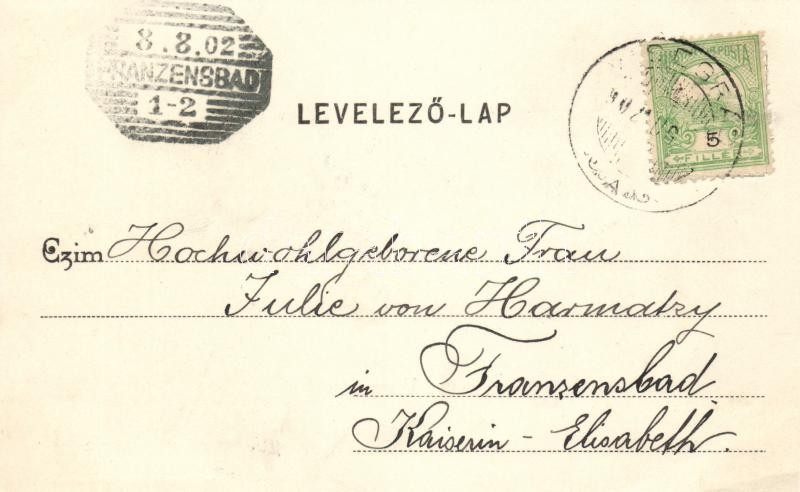 8.8.02
FRANZENSBAD
1-2
LEVELEZŐ-LAP
POSTA
5
FILLÉR
Czim Hochwohlgeborene Frau
Julie von Harmatzy
in Franzensbad
Kaiserin - Elisabeth.